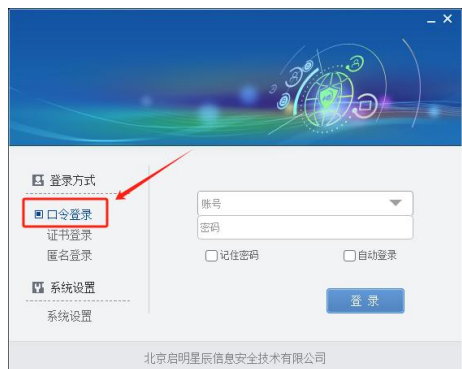 登录方式
口令登录
证书登录
匿名登录
系统设置
系统设置
账号
密码
记住密码
自动登录
登录
北京启明星辰信息安全技术有限公司